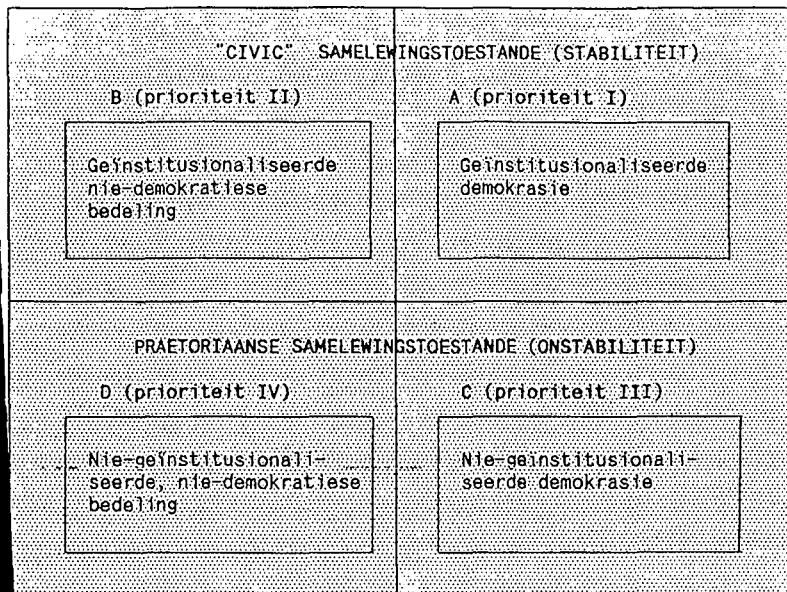 "CIVIC" SAMELEWINGSTOESTANDE (STABILITEIT)
B (prioriteit II)
A (prioriteit I)
Geïnstitusionaliseerde
nie-demokratiese
bedeling
Geïnstitusionaliseerde
demokrasie
PRAETORIAANSE SAMELEWINGSTOESTANDE (ONSTABILITEIT)
D (prioriteit IV)
C (prioriteit III)
Nie-geïnstitusionali-
seerde, nie-demokratiese
bedeling
Nie-geïnstitusionali-
seerde demokrasie